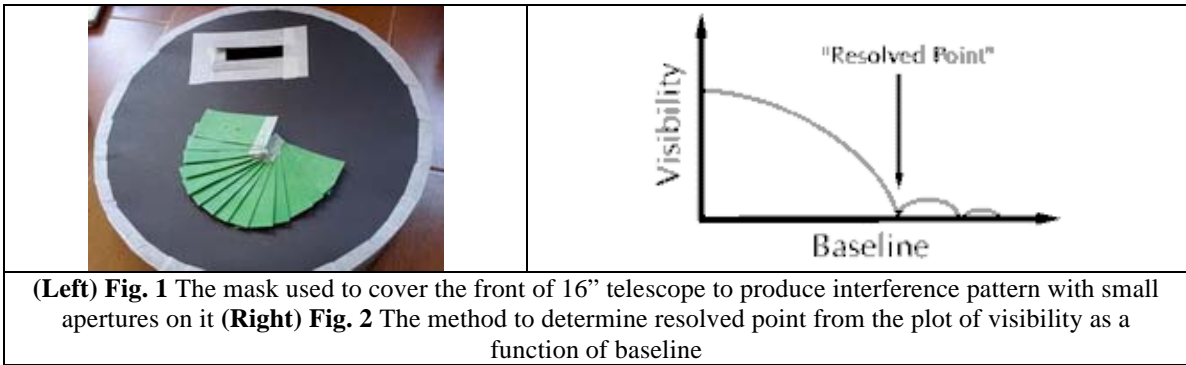 "Resolved Point"
Visibility
Baseline
(Left) Fig. 1 The mask used to cover the front of 16” telescope to produce interference pattern with small
apertures on it (Right) Fig. 2 The method to determine resolved point from the plot of visibility as a
function of baseline